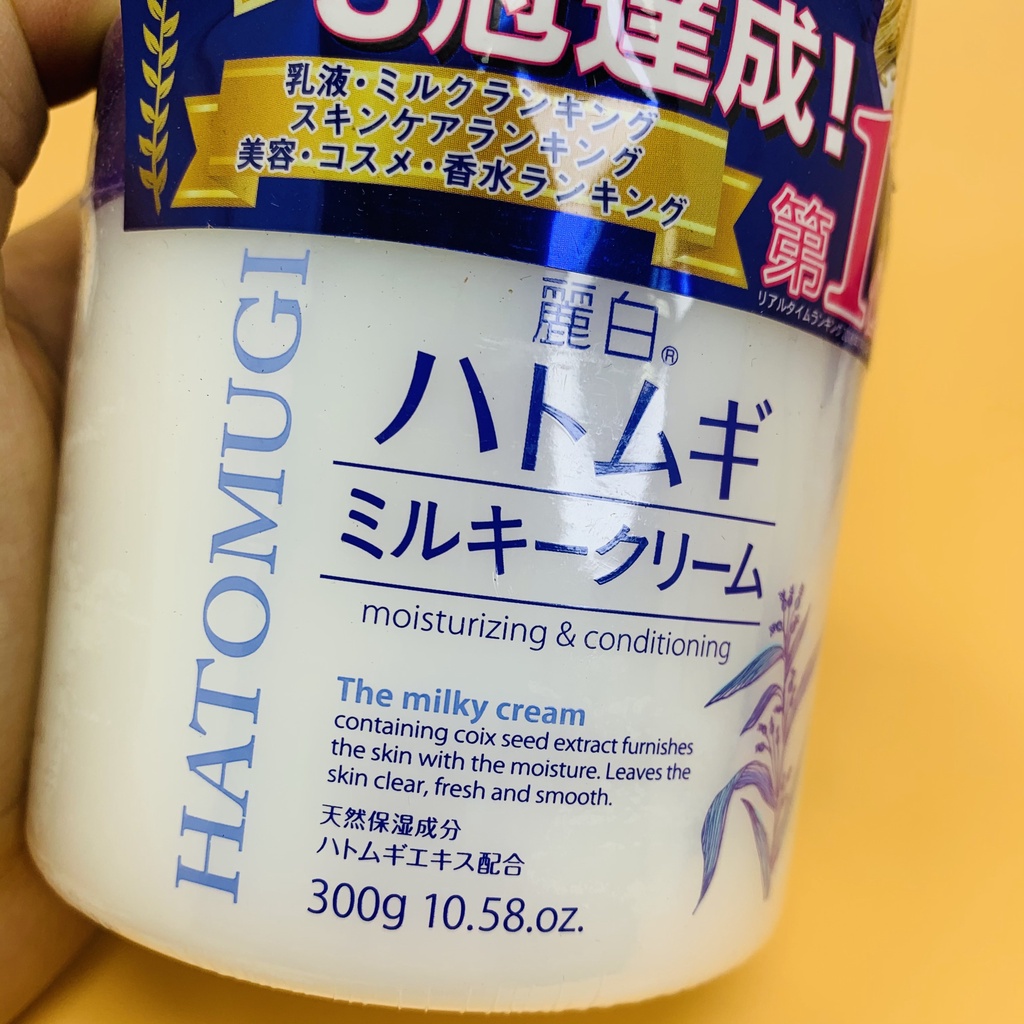 冠達成!
乳液・ミルクランキング
スキンケアランキング
美容・コスメ・香水ランキング
第1
リアルタイムランキング
HATOMUGI
麗白®
ハトムギ
ミルキークリーム
moisturizing & conditioning
The milky cream
containing coix seed extract furnishes
the skin with the moisture. Leaves the
skin clear, fresh and smooth.
天然保湿成分
ハトムギエキス配合
300g 10.58.oz.